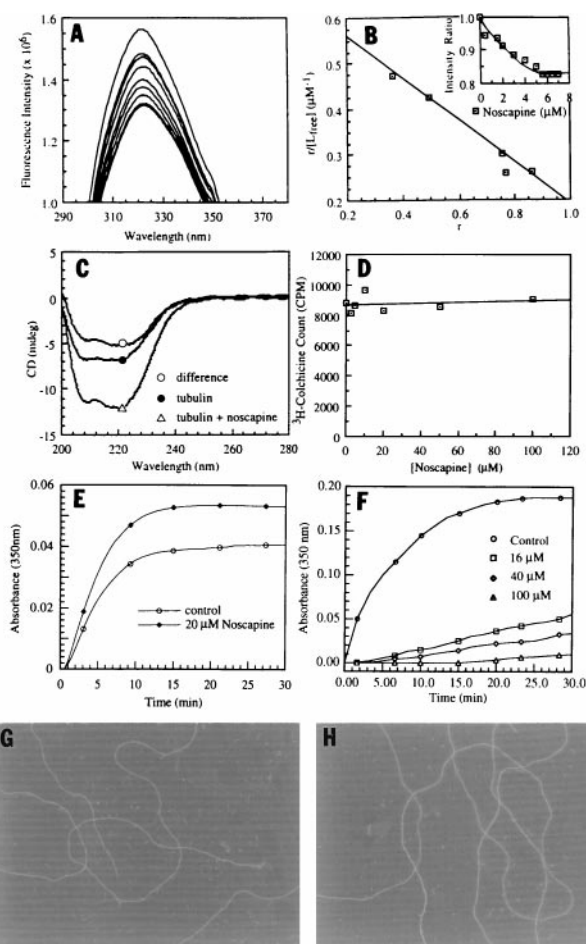 A
Fluorescence Intensity (x 10⁶)
1.6
1.4
1.2
1.0
290 310 330 350 370
Wavelength (nm)
B
r/[L_free] (μM⁻¹)
0.6
0.5
0.4
0.3
0.2
0.2 0.4 0.6 0.8 1.0
r
Intensity Ratio
1.0
0.9
0.8
0 2 4 6 8
Noscapine (μM)
C
CD (mdeg)
5
0
-5
-10
-15
200 220 240 260 280
Wavelength (nm)
difference
tubulin
tubulin + noscapine
D
³H-Colchicine Count (CPM)
12000
10000
8000
6000
4000
2000
0
0 20 40 60 80 100 120
[Noscapine] (μM)
E
Absorbance (350nm)
0.06
0.04
0.02
0
0 5 10 15 20 25 30
Time (min)
control
20 μM Noscapine
F
Absorbance (350 nm)
0.20
0.10
0.00
0.00 5.00 10.0 15.0 20.0 25.0 30.0
Time (min)
Control
16 μM
40 μM
100 μM
G
H